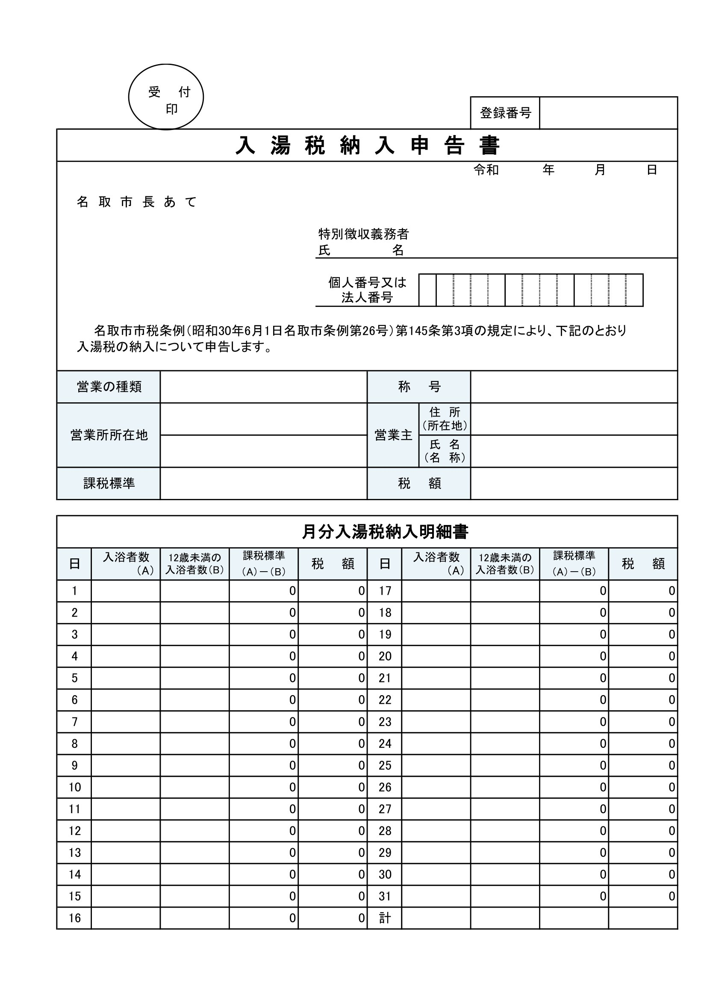 受 付
印
登録番号
入湯税納入申告書
令和 年 月 日
名取市長あて
特別徴収義務者
氏 名
個人番号又は
法人番号
名取市市税条例（昭和30年6月1日名取市条例第26号）第145条第3項の規定により、下記のとおり
入湯税の納入について申告します。
営業の種類 称 号
営業所所在地 営業主 住 所
（所在地）
氏 名
（名 称）
課税標準 税 額
月分入湯税納入明細書
日 入浴者数（A） 12歳未満の入浴者数（B） 課税標準（A）－（B） 税 額 日 入浴者数（A） 12歳未満の入浴者数（B） 課税標準（A）－（B） 税 額
1 0 0 17 0 0
2 0 0 18 0 0
3 0 0 19 0 0
4 0 0 20 0 0
5 0 0 21 0 0
6 0 0 22 0 0
7 0 0 23 0 0
8 0 0 24 0 0
9 0 0 25 0 0
10 0 0 26 0 0
11 0 0 27 0 0
12 0 0 28 0 0
13 0 0 29 0 0
14 0 0 30 0 0
15 0 0 31 0 0
16 0 0 計